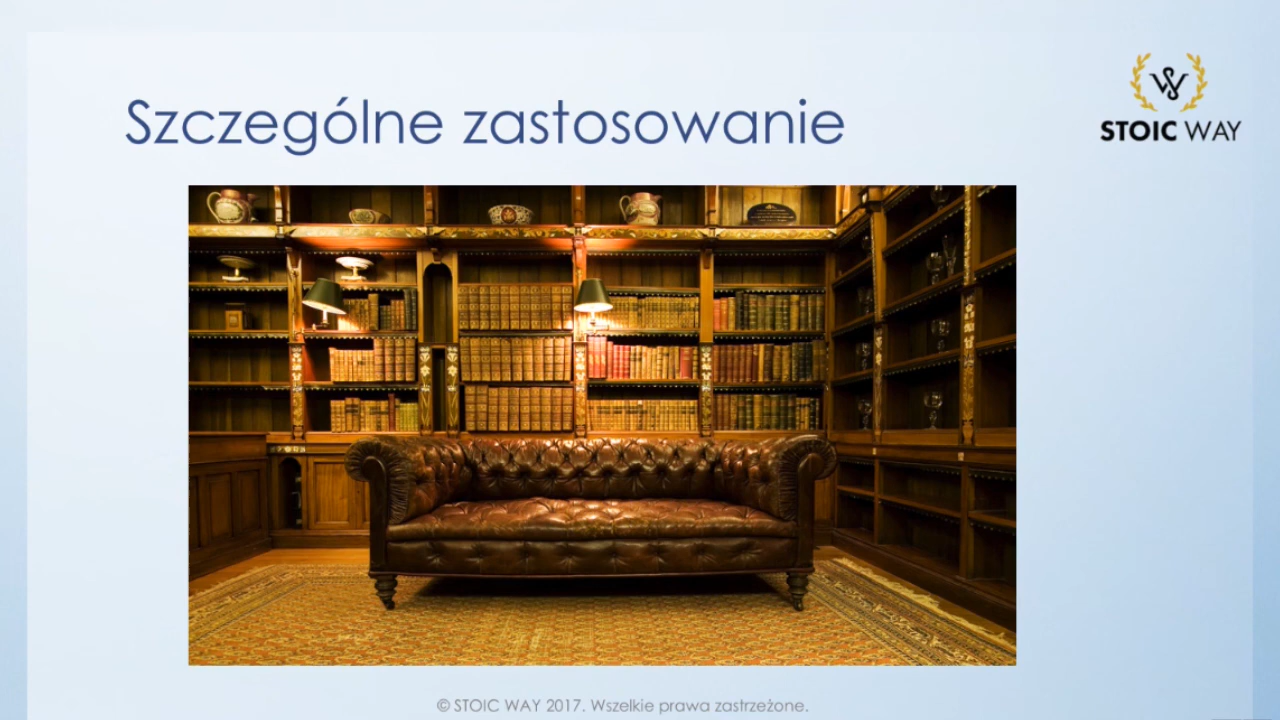 Szczególne zastosowanie
STOIC WAY
© STOIC WAY 2017. Wszelkie prawa zastrzeżone.